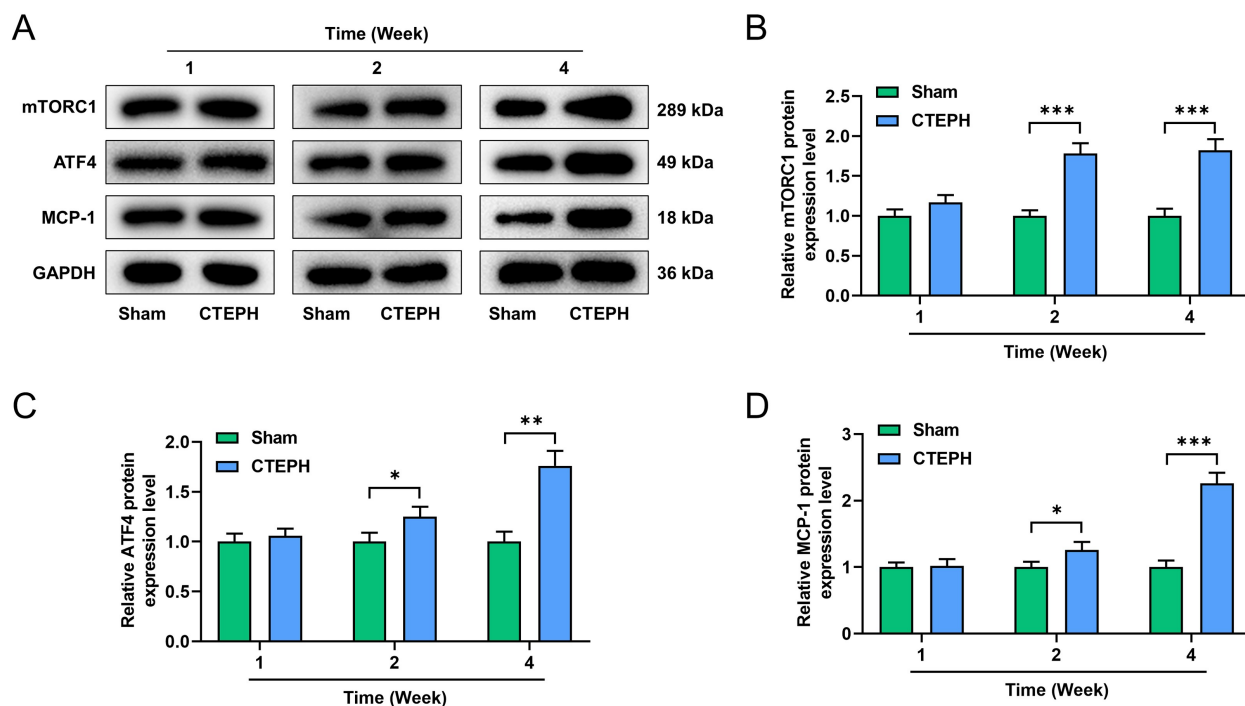 A
Time (Week)
1 2 4
mTORC1 289 kDa
ATF4 49 kDa
MCP-1 18 kDa
GAPDH 36 kDa
Sham CTEPH Sham CTEPH Sham CTEPH
B
Relative mTORC1 protein
expression level
2.5
2.0
1.5
1.0
0.5
0.0
Sham
CTEPH
*** ***
1 2 4
Time (Week)
C
Relative ATF4 protein
expression level
2.0
1.5
1.0
0.5
0.0
Sham
CTEPH
* **
1 2 4
Time (Week)
D
Relative MCP-1 protein
expression level
3
2
1
0
Sham
CTEPH
* ***
1 2 4
Time (Week)